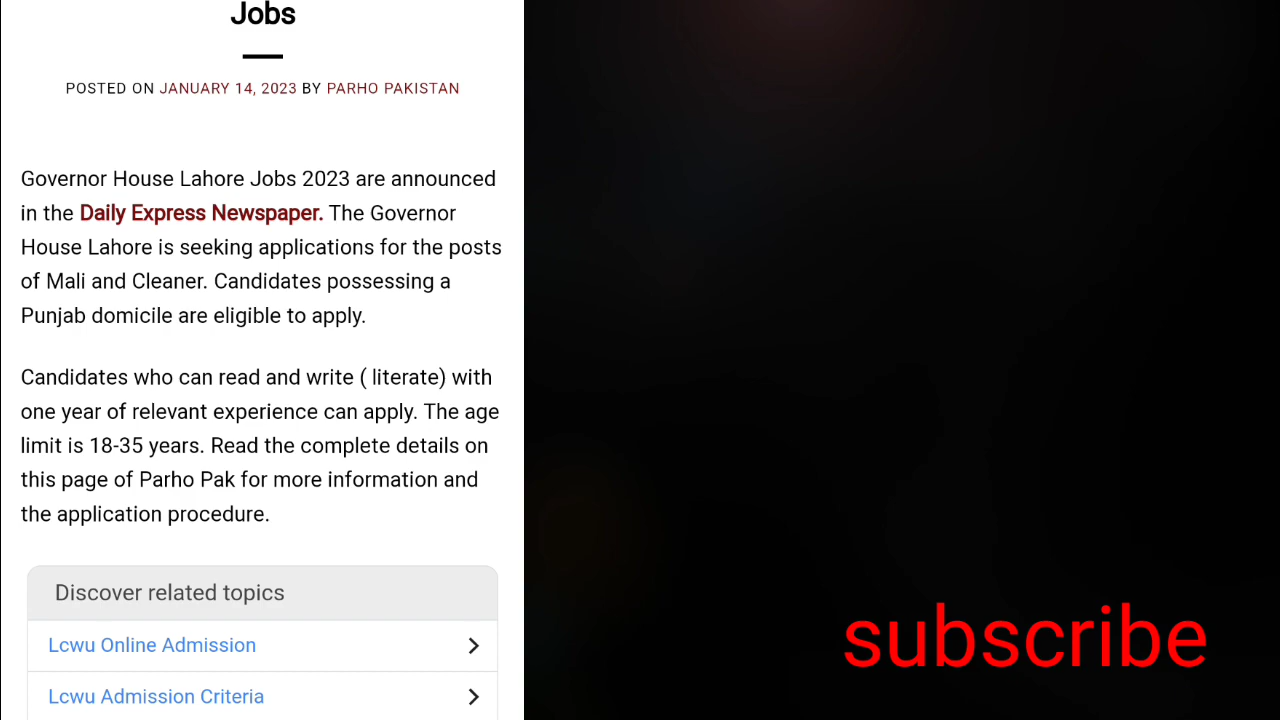 Jobs
POSTED ON JANUARY 14, 2023 BY PARHO PAKISTAN
Governor House Lahore Jobs 2023 are announced
in the Daily Express Newspaper. The Governor
House Lahore is seeking applications for the posts
of Mali and Cleaner. Candidates possessing a
Punjab domicile are eligible to apply.
Candidates who can read and write ( literate) with
one year of relevant experience can apply. The age
limit is 18-35 years. Read the complete details on
this page of Parho Pak for more information and
the application procedure.
Discover related topics
Lcwu Online Admission
Lcwu Admission Criteria
subscribe